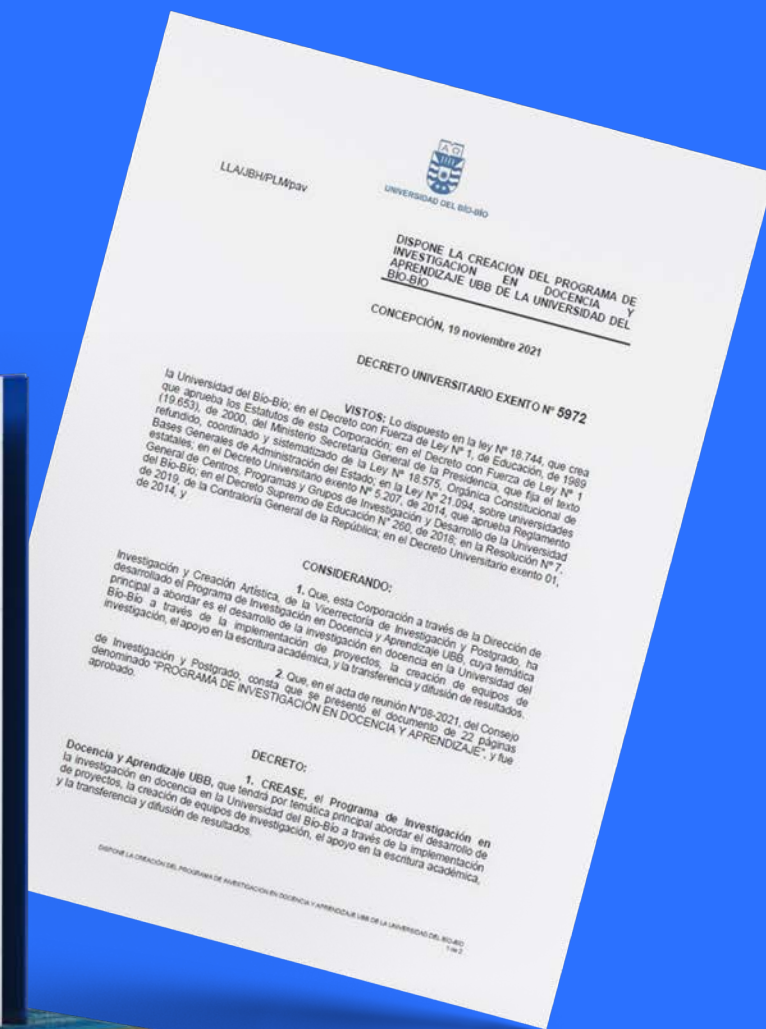 LLA/JBH/PLM/pav
UNIVERSIDAD DEL BÍO-BÍO
DISPONE LA CREACIÓN DEL PROGRAMA DE
INVESTIGACION EN DOCENCIA Y
APRENDIZAJE UBB DE LA UNIVERSIDAD DEL
BÍO-BÍO
CONCEPCIÓN, 19 noviembre 2021
DECRETO UNIVERSITARIO EXENTO N° 5972
VISTOS: Lo dispuesto en la ley N° 18.744, que crea
la Universidad del Bío-Bío; en el Decreto con Fuerza de Ley N° 1, de Educación, de 1989
que aprueba los Estatutos de esta Corporación; en el Decreto con Fuerza de Ley N° 1
(19.653), de 2000, del Ministerio Secretaría General de la Presidencia, que fija el texto
refundido, coordinado y sistematizado de la Ley N° 18.575, Orgánica Constitucional de
Bases Generales de Administración del Estado; en la Ley N° 21.094, sobre universidades
estatales; en el Decreto Universitario exento N° 5.207, de 2014, que aprueba Reglamento
General de Centros, Programas y Grupos de Investigación y Desarrollo de la Universidad
del Bío-Bío; en el Decreto Supremo de Educación N° 260, de 2018; en la Resolución N° 7,
de 2019, de la Contraloría General de la República; en el Decreto Universitario exento 01,
de 2014, y
CONSIDERANDO:
1. Que, esta Corporación a través de la Dirección de
Investigación y Creación Artística, de la Vicerrectoría de Investigación y Postgrado, ha
desarrollado el Programa de Investigación en Docencia y Aprendizaje UBB, cuya temática
principal a abordar es el desarrollo de la investigación en docencia en la Universidad del
Bío-Bío a través de la implementación de proyectos, la creación de equipos de
investigación, el apoyo en la escritura académica, y la transferencia y difusión de resultados.
2. Que, en el acta de reunión N°08-2021, del Consejo
de Investigación y Postgrado, consta que se presentó el documento de 22 páginas
denominado "PROGRAMA DE INVESTIGACIÓN EN DOCENCIA Y APRENDIZAJE", y fue
aprobado.
DECRETO:
1. CREASE, el Programa de Investigación en
Docencia y Aprendizaje UBB, que tendrá por temática principal abordar el desarrollo de
la investigación en docencia en la Universidad del Bío-Bío a través de la implementación
de proyectos, la creación de equipos de investigación, el apoyo en la escritura académica,
y la transferencia y difusión de resultados.
DISPONE LA CREACIÓN DEL PROGRAMA DE INVESTIGACION EN DOCENCIA Y APRENDIZAJE UBB DE LA UNIVERSIDAD DEL BÍO-BÍO
1 de 2